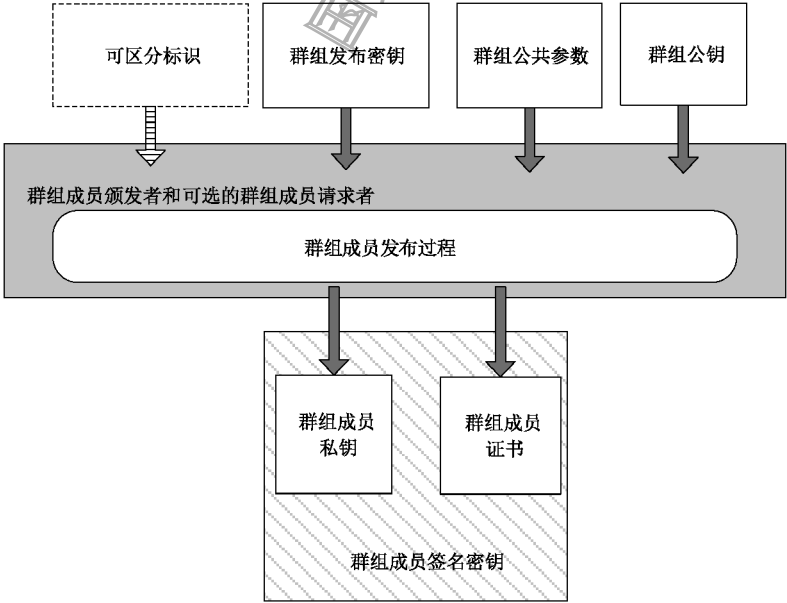 可区分标识
群组发布密钥
群组公共参数
群组公钥
群组成员颁发者和可选的群组成员请求者
群组成员发布过程
群组成员
私钥
群组成员
证书
群组成员签名密钥